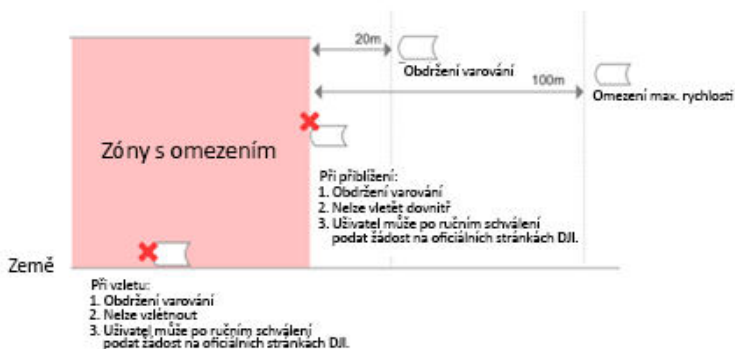 20m
Obdržení varování
100m
Omezení max. rychlosti
Zóny s omezením
Při přiblížení:
1. Obdržení varování
2. Nelze vletět dovnitř
3. Uživatel může po ručním schválení
podat žádost na oficiálních stránkách DJI.
Země
Při vzletu:
1. Obdržení varování
2. Nelze vzlétnout
3. Uživatel může po ručním schválení
podat žádost na oficiálních stránkách DJI.